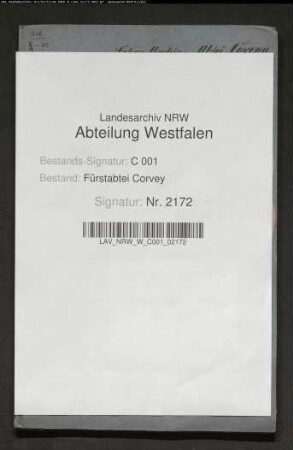 Landesarchiv NRW
Abteilung Westfalen
Bestands-Signatur: C 001
Bestand: Fürstabtei Corvey
Signatur: Nr. 2172
LAV_NRW_W_C001_02172